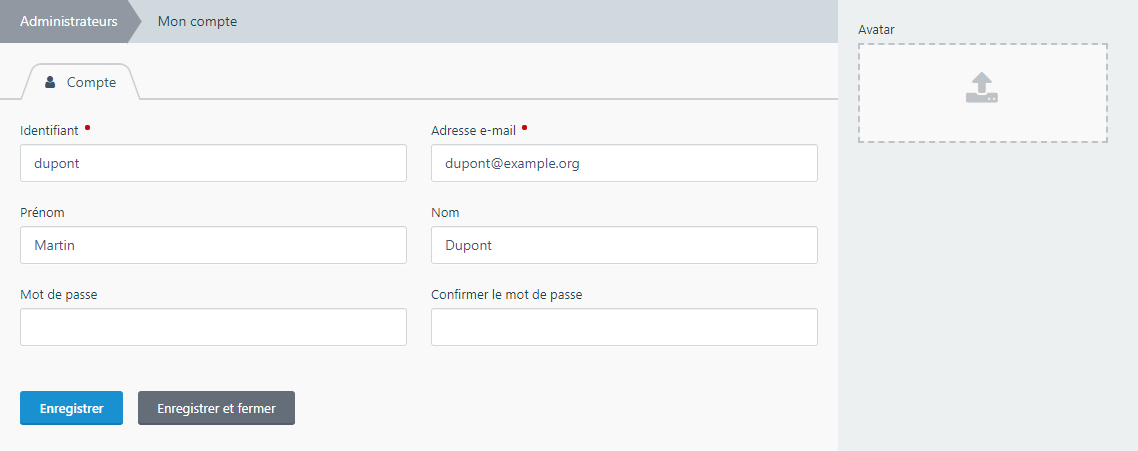 Administrateurs Mon compte
Avatar
Compte
Identifiant Adresse e-mail
dupont dupont@example.org
Prénom Nom
Martin Dupont
Mot de passe Confirmer le mot de passe
Enregistrer Enregistrer et fermer